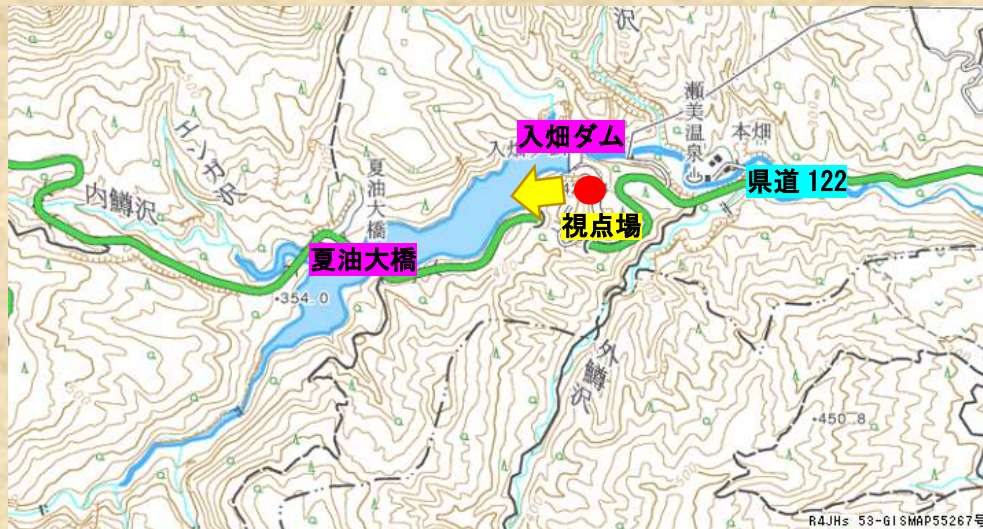 沢
瀬美温泉
本畑
入畑ダム
県道 122
視点場
エンガ沢
内鱒沢
夏油大橋
夏油大橋
・354.0
外鱒沢
・450.8
R4JHs 53-GISMAP55267号